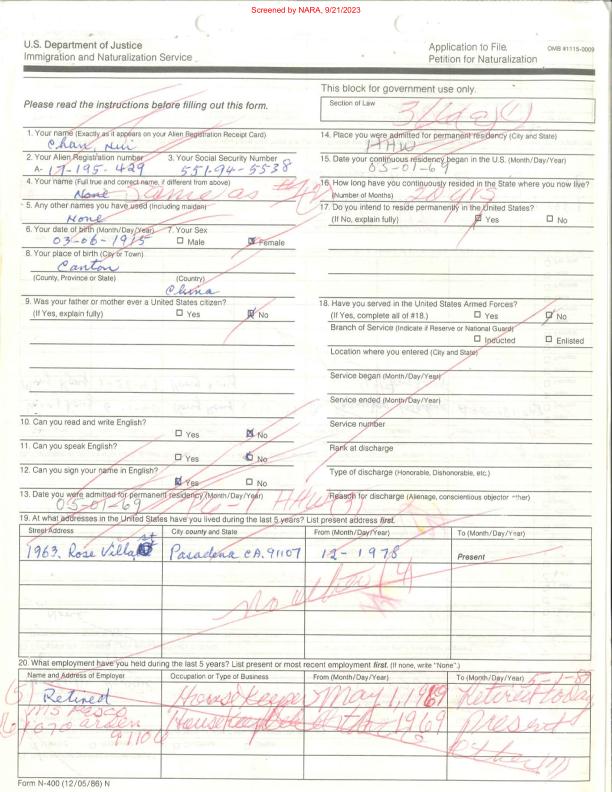 Screened by NARA, 9/21/2023
U.S. Department of Justice
Immigration and Naturalization Service
Application to File
Petition for Naturalization
OMB #1115-0009
Please read the instructions before filling out this form.
This block for government use only.
Section of Law
316(a)
1. Your name (Exactly as it appears on your Alien Registration Receipt Card)
Chan, Nui
2. Your Alien Registration number
A- 17-195-429
3. Your Social Security Number
551-94-5538
4. Your name (Full true and correct name, if different from above)
None Same as #1
5. Any other names you have used (Including maiden)
None
6. Date of birth (Month/Day/Year)
03-06-1915
7. Your Sex
Male Female
8. Your place of birth (City or Town)
Canton
(County, Province or State) (Country)
China
9. Was your father or mother ever a United States citizen?
(If Yes, explain fully) Yes No
10. Can you read and write English?
Yes No
11. Can you speak English?
Yes No
12. Can you sign your name in English?
Yes No
13. Date you were admitted for permanent residency (Month/Day/Year)
05-01-69 P6-1 HHW
14. Place you were admitted for permanent residency (City and State)
HHW
15. Date your continuous residency began in the U.S. (Month/Day/Year)
05-01-69
16. How long have you continuously resided in the State where you now live?
(Number of Months) 20 yrs
17. Do you intend to reside permanently in the United States?
(If No, explain fully) Yes No
18. Have you served in the United States Armed Forces?
(If Yes, complete all of #18.) Yes No
Branch of Service (Indicate if Reserve or National Guard)
Inducted Enlisted
Location where you entered (City and State)
Service began (Month/Day/Year)
Service ended (Month/Day/Year)
Service number
Rank at discharge
Type of discharge (Honorable, Dishonorable, etc.)
Reason for discharge (Alienage, conscientious objector other)
19. At what addresses in the United States have you lived during the last 5 years? List present address first.
Street Address City county and State From (Month/Day/Year) To (Month/Day/Year)
1963. Rose Villa st Pasadena CA. 91107 12-1978 Present
no other (4)
20. What employment have you held during the last 5 years? List present or most recent employment first. (If none, write "None".)
Name and Address of Employer Occupation or Type of Business From (Month/Day/Year) To (Month/Day/Year)
(5) Retired Housekeeper May 1, 1969 Retired today
1070 Arden 1969 Present
91106
Form N-400 (12/05/86) N